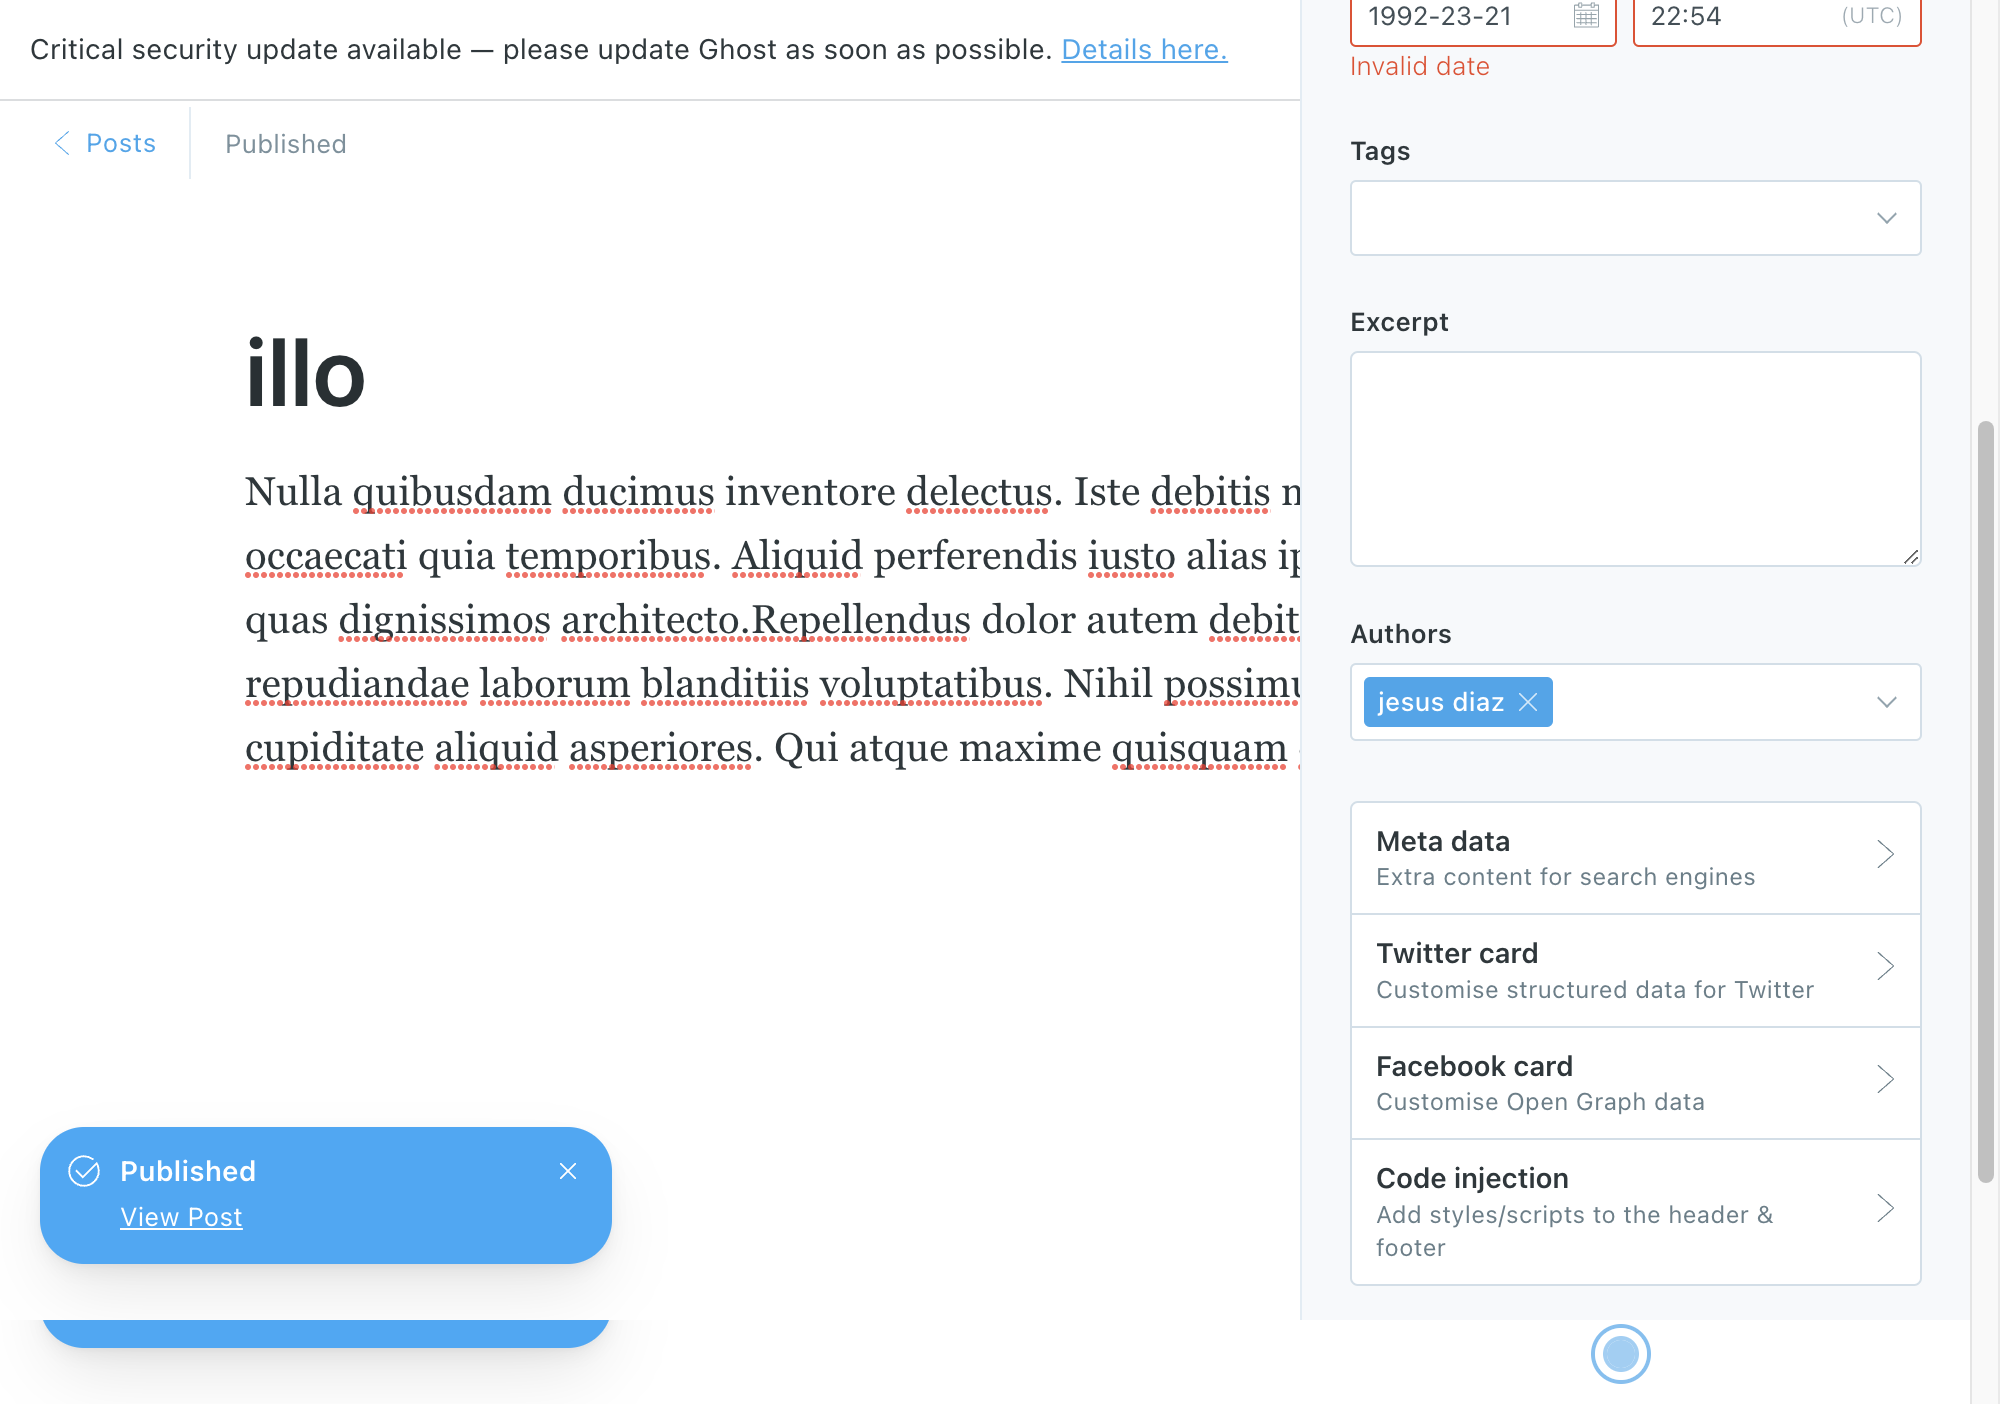 Critical security update available — please update Ghost as soon as possible. Details here.
Posts
Published
illo
Nulla quibusdam ducimus inventore delectus. Iste debitis
occaecati quia temporibus. Aliquid perferendis iusto alias
quas dignissimos architecto.Repellendus dolor autem debit
repudiandae laborum blanditiis voluptatibus. Nihil possimu
cupiditate aliquid asperiores. Qui atque maxime quisquam
Published
View Post
1992-23-21
22:54 (UTC)
Invalid date
Tags
Excerpt
Authors
jesus diaz
Meta data
Extra content for search engines
Twitter card
Customise structured data for Twitter
Facebook card
Customise Open Graph data
Code injection
Add styles/scripts to the header &
footer